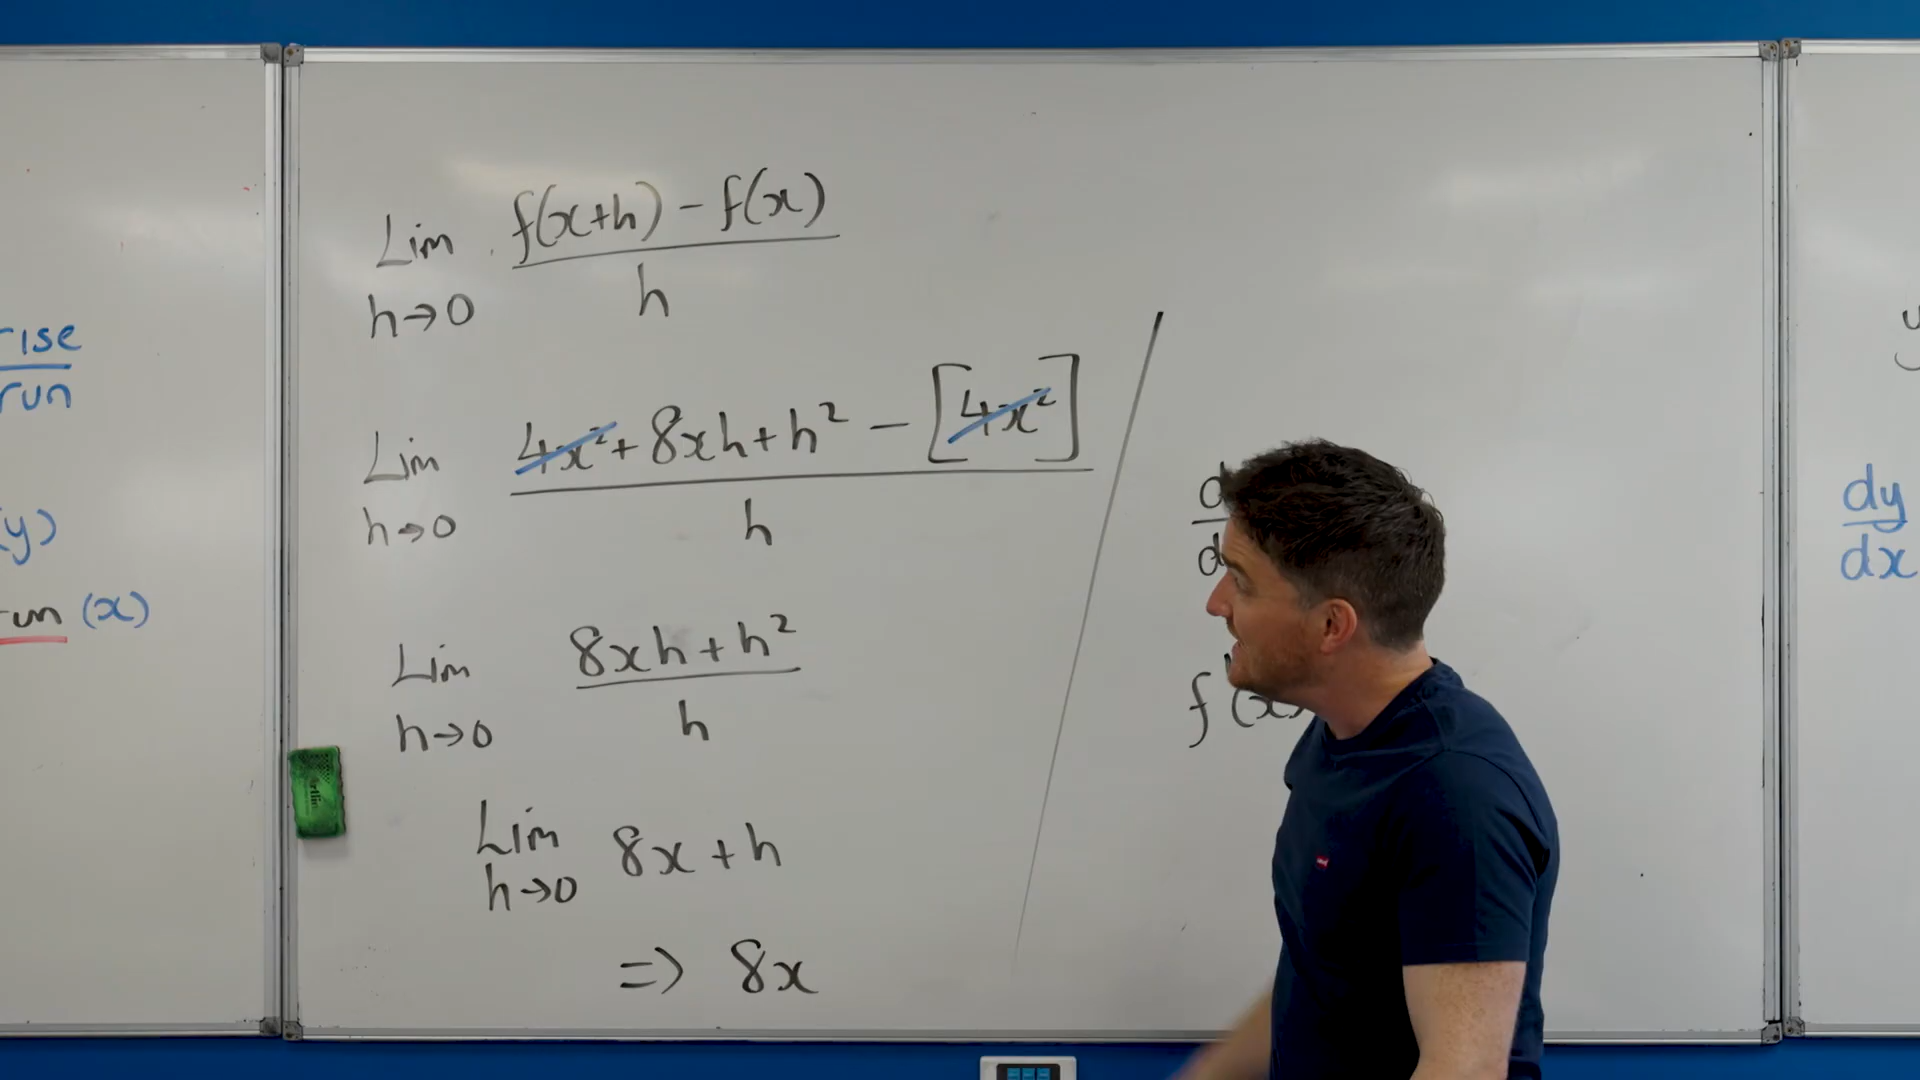 rise
run
y)
run (x)
Lim f(x+h) - f(x)
h→0 h
Lim 4x² + 8xh + h² - [4x²]
h→0 h
Lim 8xh + h²
h→0 h
Lim 8x + h
h→0
=> 8x
d
d
f'(x)
y
dy
dx